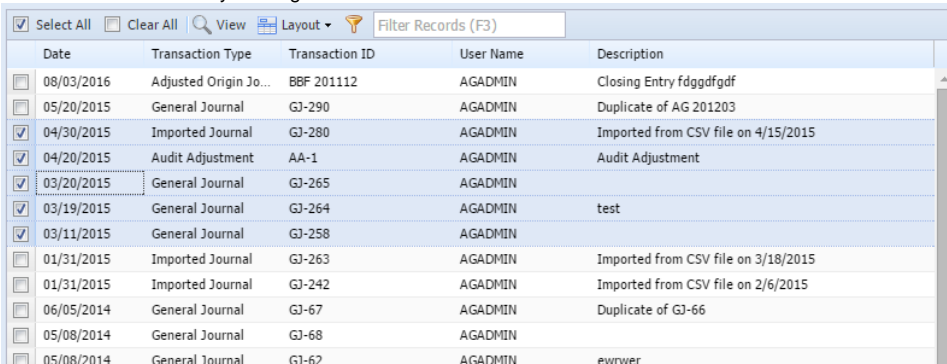 Select All Clear All View Layout Filter Records (F3)
Date Transaction Type Transaction ID User Name Description
08/03/2016 Adjusted Origin Jo... BBF 201112 AGADMIN Closing Entry fdggdfgdf
05/20/2015 General Journal GJ-290 AGADMIN Duplicate of AG 201203
04/30/2015 Imported Journal GJ-280 AGADMIN Imported from CSV file on 4/15/2015
04/20/2015 Audit Adjustment AA-1 AGADMIN Audit Adjustment
03/20/2015 General Journal GJ-265 AGADMIN
03/19/2015 General Journal GJ-264 AGADMIN test
03/11/2015 General Journal GJ-258 AGADMIN
01/31/2015 Imported Journal GJ-263 AGADMIN Imported from CSV file on 3/18/2015
01/31/2015 Imported Journal GJ-242 AGADMIN Imported from CSV file on 2/6/2015
06/05/2014 General Journal GJ-67 AGADMIN Duplicate of GJ-66
05/08/2014 General Journal GJ-68 AGADMIN
05/08/2014 General Journal GJ-62 AGADMIN ewrwer